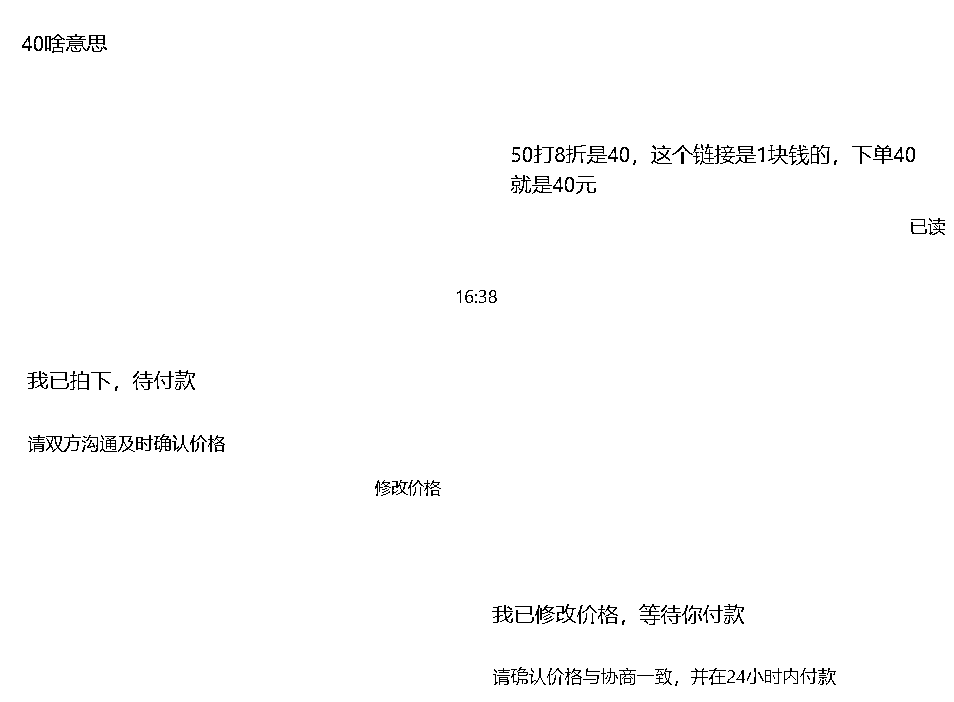 40啥意思
50打8折是40，这个链接是1块钱的，下单40
就是40元
已读
16:38
我已拍下，待付款
请双方沟通及时确认价格
修改价格
我已修改价格，等待你付款
请确认价格与协商一致，并在24小时内付款